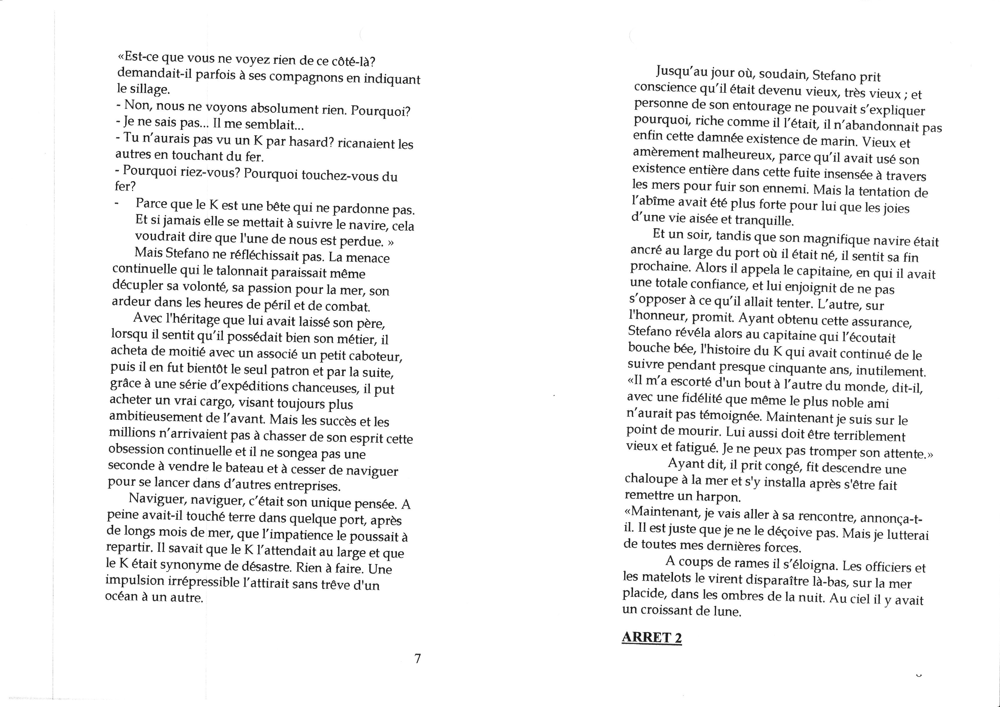 «Est-ce que vous ne voyez rien de ce côté-là?
demandait-il parfois à ses compagnons en indiquant
le sillage.
- Non, nous ne voyons absolument rien. Pourquoi?
- Je ne sais pas... Il me semblait...
- Tu n'aurais pas vu un K par hasard? ricanaient les
autres en touchant du fer.
- Pourquoi riez-vous? Pourquoi touchez-vous du
fer?
- Parce que le K est une bête qui ne pardonne pas.
Et si jamais elle se mettait à suivre le navire, cela
voudrait dire que l'une de nous est perdue. »
Mais Stefano ne réfléchissait pas. La menace
continuelle qui le talonnait paraissait même
décupler sa volonté, sa passion pour la mer, son
ardeur dans les heures de péril et de combat.
Avec l'héritage que lui avait laissé son père,
lorsqu il sentit qu'il possédait bien son métier, il
acheta de moitié avec un associé un petit caboteur,
puis il en fut bientôt le seul patron et par la suite,
grâce à une série d'expéditions chanceuses, il put
acheter un vrai cargo, visant toujours plus
ambitieusement de l'avant. Mais les succès et les
millions n'arrivaient pas à chasser de son esprit cette
obsession continuelle et il ne songea pas une
seconde à vendre le bateau et à cesser de naviguer
pour se lancer dans d'autres entreprises.
Naviguer, naviguer, c'était son unique pensée. A
peine avait-il touché terre dans quelque port, après
de longs mois de mer, que l'impatience le poussait à
repartir. Il savait que le K l'attendait au large et que
le K était synonyme de désastre. Rien à faire. Une
impulsion irrépressible l'attirait sans trêve d'un
océan à un autre.
7
Jusqu'au jour où, soudain, Stefano prit
conscience qu'il était devenu vieux, très vieux ; et
personne de son entourage ne pouvait s'expliquer
pourquoi, riche comme il l'était, il n'abandonnait pas
enfin cette damnée existence de marin. Vieux et
amèrement malheureux, parce qu'il avait usé son
existence entière dans cette fuite insensée à travers
les mers pour fuir son ennemi. Mais la tentation de
l'abîme avait été plus forte pour lui que les joies
d'une vie aisée et tranquille.
Et un soir, tandis que son magnifique navire était
ancré au large du port où il était né, il sentit sa fin
prochaine. Alors il appela le capitaine, en qui il avait
une totale confiance, et lui enjoignit de ne pas
s'opposer à ce qu'il allait tenter. L'autre, sur
l'honneur, promit. Ayant obtenu cette assurance,
Stefano révéla alors au capitaine qui l'écoutait
bouche bée, l'histoire du K qui avait continué de le
suivre pendant presque cinquante ans, inutilement.
«Il m'a escorté d'un bout à l'autre du monde, dit-il,
avec une fidélité que même le plus noble ami
n'aurait pas témoignée. Maintenant je suis sur le
point de mourir. Lui aussi doit être terriblement
vieux et fatigué. Je ne peux pas tromper son attente.»
Ayant dit, il prit congé, fit descendre une
chaloupe à la mer et s'y installa après s'être fait
remettre un harpon.
«Maintenant, je vais aller à sa rencontre, annonça-t-
il. Il est juste que je ne le déçoive pas. Mais je lutterai
de toutes mes dernières forces.
A coups de rames il s'éloigna. Les officiers et
les matelots le virent disparaître là-bas, sur la mer
placide, dans les ombres de la nuit. Au ciel il y avait
un croissant de lune.
ARRET 2